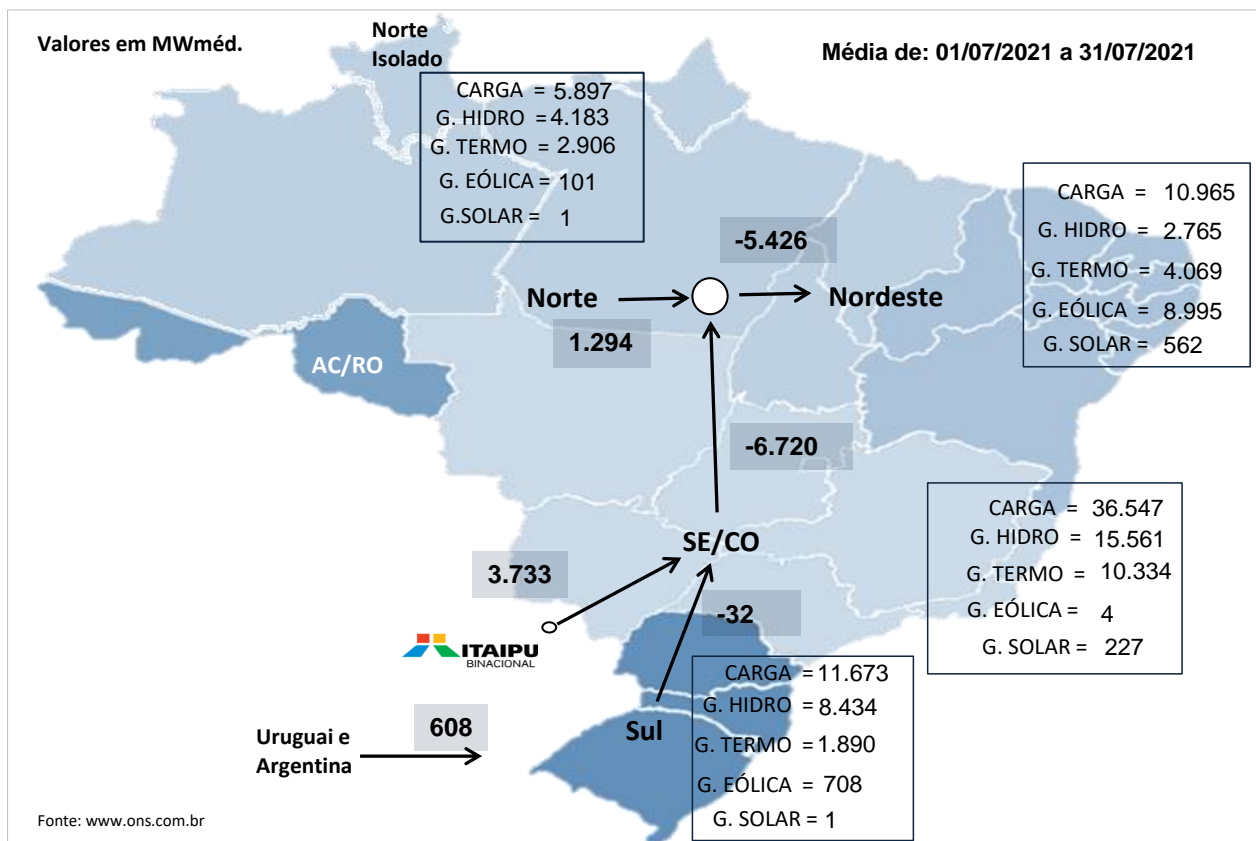 Valores em MWméd.
Norte
Isolado
Média de: 01/07/2021 a 31/07/2021
CARGA = 5.897
G. HIDRO = 4.183
G. TERMO = 2.906
G. EÓLICA = 101
G.SOLAR = 1
CARGA = 10.965
G. HIDRO = 2.765
G. TERMO = 4.069
G. EÓLICA = 8.995
G. SOLAR = 562
-5.426
Norte
Nordeste
1.294
AC/RO
-6.720
SE/CO
CARGA = 36.547
G. HIDRO = 15.561
G. TERMO = 10.334
G. EÓLICA = 4
G. SOLAR = 227
3.733
-32
ITAIPU
BINACIONAL
CARGA = 11.673
G. HIDRO = 8.434
G. TERMO = 1.890
G. EÓLICA = 708
G. SOLAR = 1
Sul
608
Uruguai e
Argentina
Fonte: www.ons.com.br